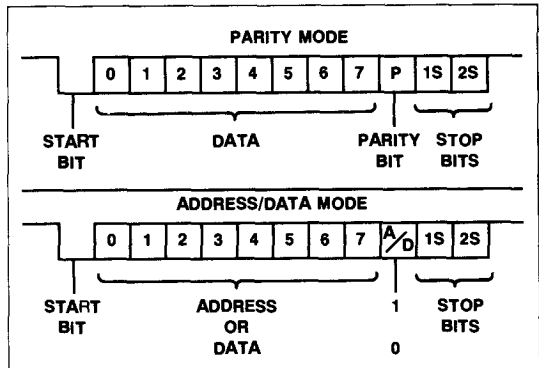 PARITY MODE
0 1 2 3 4 5 6 7 P 1S 2S
START BIT DATA PARITY BIT STOP BITS
ADDRESS/DATA MODE
0 1 2 3 4 5 6 7 A/D 1S 2S
START BIT ADDRESS OR DATA 1 0 STOP BITS